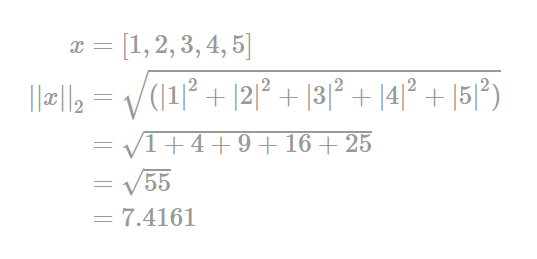 x = [1, 2, 3, 4, 5]
||x||₂ = √(|1|² + |2|² + |3|² + |4|² + |5|²)
= √1 + 4 + 9 + 16 + 25
= √55
= 7.4161